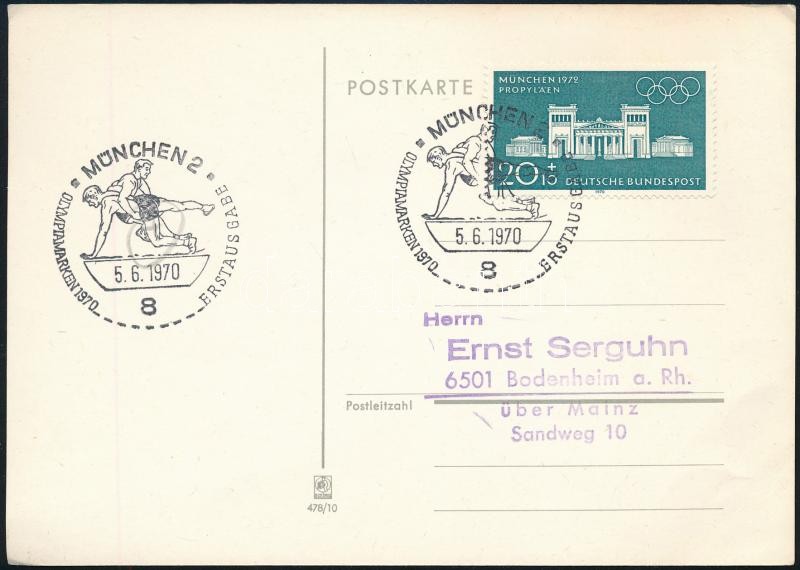 POSTKARTE
MÜNCHEN 1972
PROPYLÄEN
20+10 DEUTSCHE BUNDESPOST
1970
MÜNCHEN 2
OLYMPIAMARKEN 1970
ERSTAUSGABE
5.6.1970
8
MÜNCHEN 2
OLYMPIAMARKEN 1970
ERSTAUSGABE
5.6.1970
8
Herrn
Ernst Serguhn
6501 Bodenheim a. Rh.
Postleitzahl
über Mainz
Sandweg 10
478/10